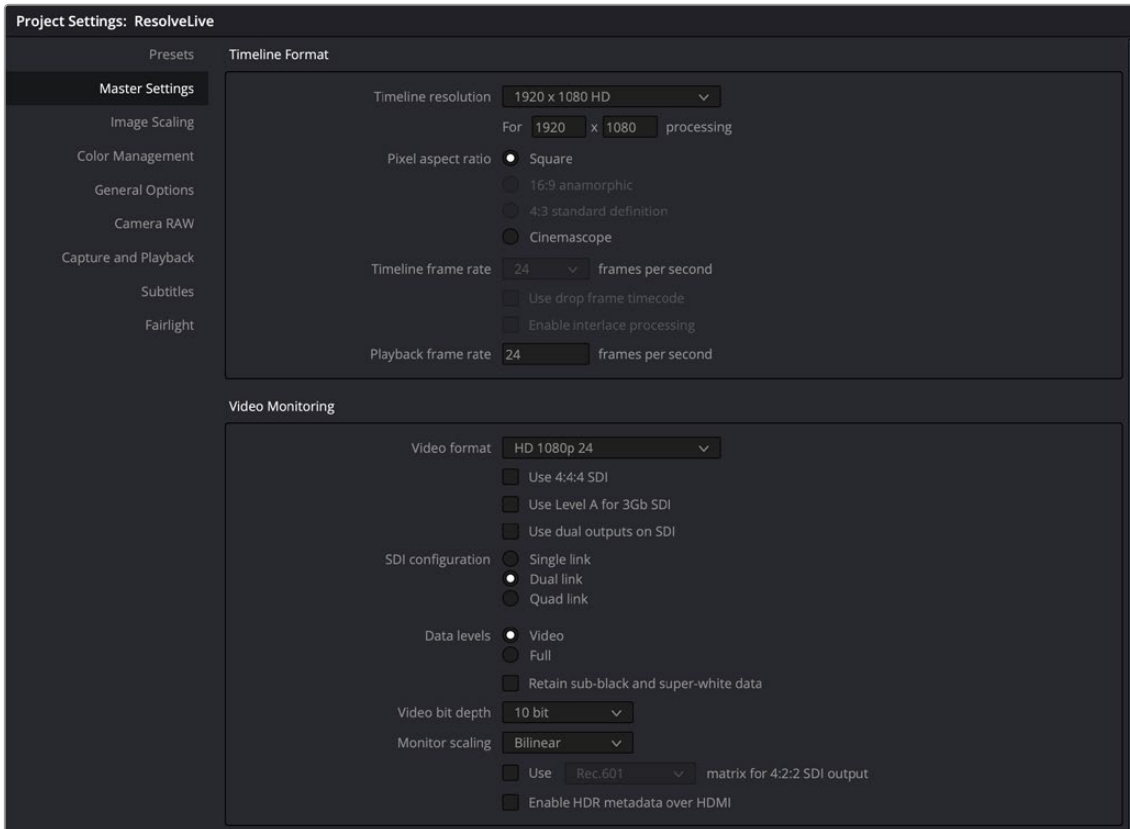 Project Settings: ResolveLive
Presets
Master Settings
Image Scaling
Color Management
General Options
Camera RAW
Capture and Playback
Subtitles
Fairlight
Timeline Format
Timeline resolution 1920 x 1080 HD
For 1920 x 1080 processing
Pixel aspect ratio Square
16:9 anamorphic
4:3 standard definition
Cinemascope
Timeline frame rate 24 frames per second
Use drop frame timecode
Enable interlace processing
Playback frame rate 24 frames per second
Video Monitoring
Video format HD 1080p 24
Use 4:4:4 SDI
Use Level A for 3Gb SDI
Use dual outputs on SDI
SDI configuration Single link
Dual link
Quad link
Data levels Video
Full
Retain sub-black and super-white data
Video bit depth 10 bit
Monitor scaling Bilinear
Use Rec.601 matrix for 4:2:2 SDI output
Enable HDR metadata over HDMI